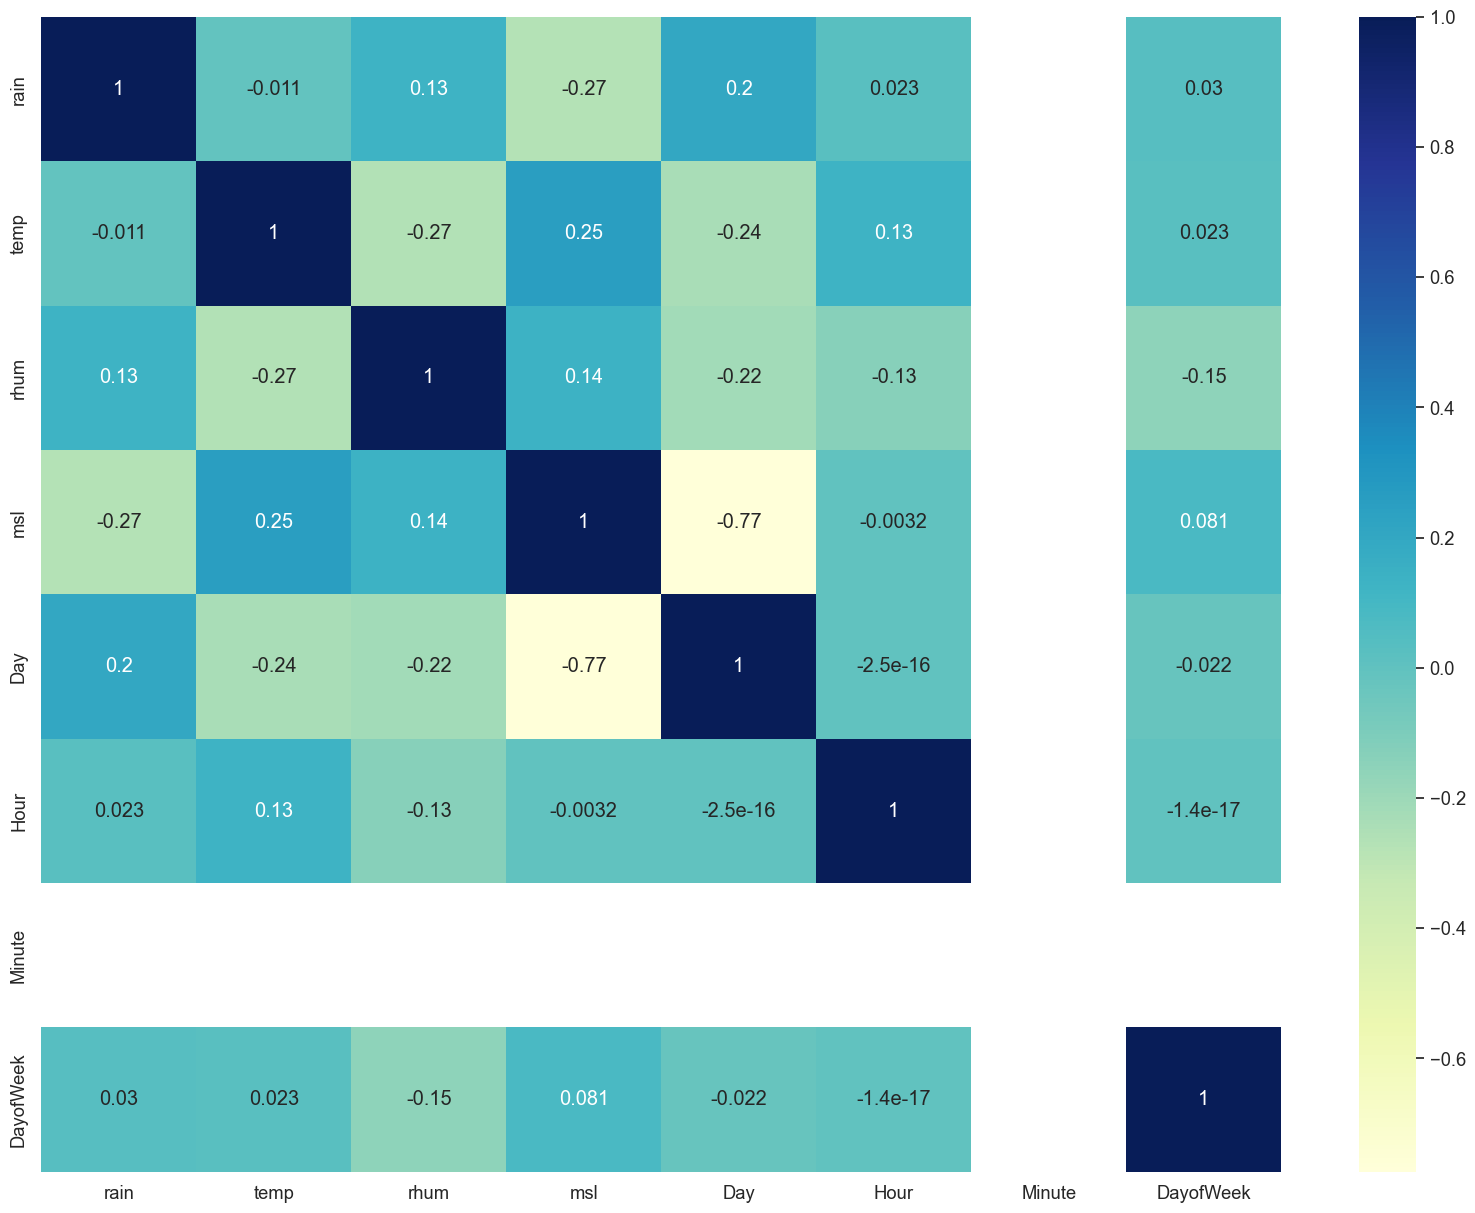 rain 1 -0.011 0.13 -0.27 0.2 0.023 0.03
temp -0.011 1 -0.27 0.25 -0.24 0.13 0.023
rhum 0.13 -0.27 1 0.14 -0.22 -0.13 -0.15
msl -0.27 0.25 0.14 1 -0.77 -0.0032 0.081
Day 0.2 -0.24 -0.22 -0.77 1 -2.5e-16 -0.022
Hour 0.023 0.13 -0.13 -0.0032 -2.5e-16 1 -1.4e-17
Minute
DayofWeek 0.03 0.023 -0.15 0.081 -0.022 -1.4e-17 1
rain temp rhum msl Day Hour Minute DayofWeek
1.0
0.8
0.6
0.4
0.2
0.0
−0.2
−0.4
−0.6